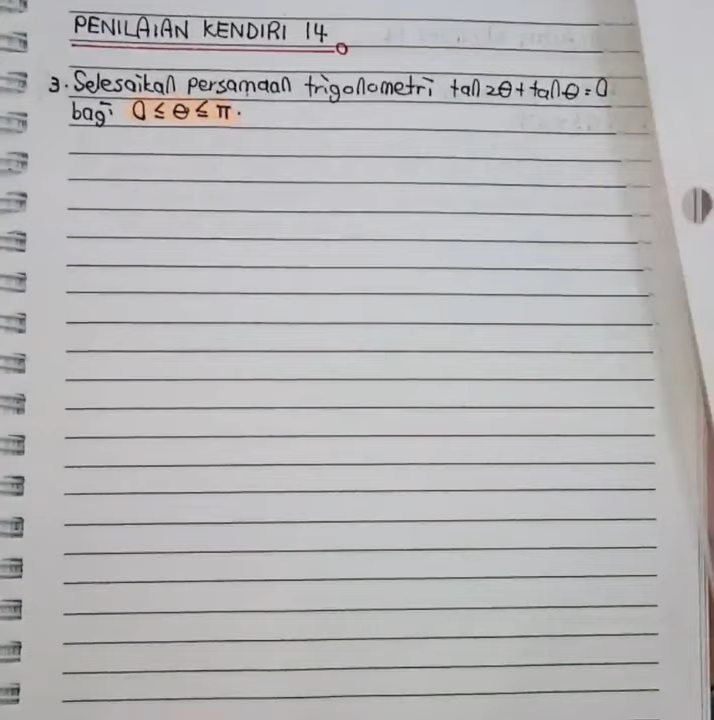 PENILAIAN KENDIRI 14
3. Selesaikan persamaan trigonometri tan 2θ + tan θ = 0
bagi 0 ≤ θ ≤ π.